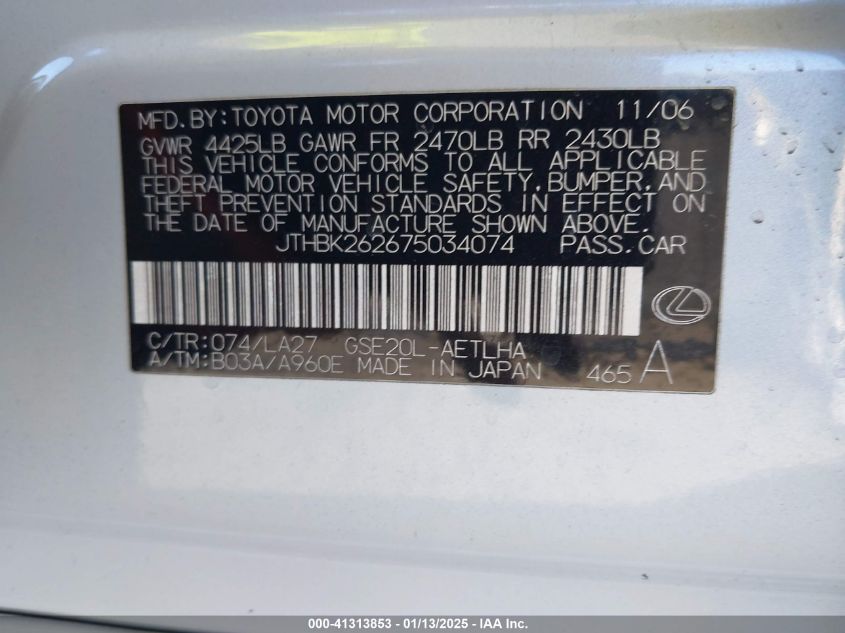 MFD.BY:TOYOTA MOTOR CORPORATION 11/06
GVWR 4425LB GAWR FR 2470LB RR 2430LB
THIS VEHICLE CONFORMS TO ALL APPLICABLE
FEDERAL MOTOR VEHICLE SAFETY,BUMPER,AND
THEFT PREVENTION STANDARDS IN EFFECT ON
THE DATE OF MANUFACTURE SHOWN ABOVE.
JTHBK262675034074 PASS.CAR
C/TR:074/LA27 GSE20L-AETLHA
A/TM:B03A/A960E MADE IN JAPAN 465 A
000-41313853 — 01/13/2025 — IAA Inc.